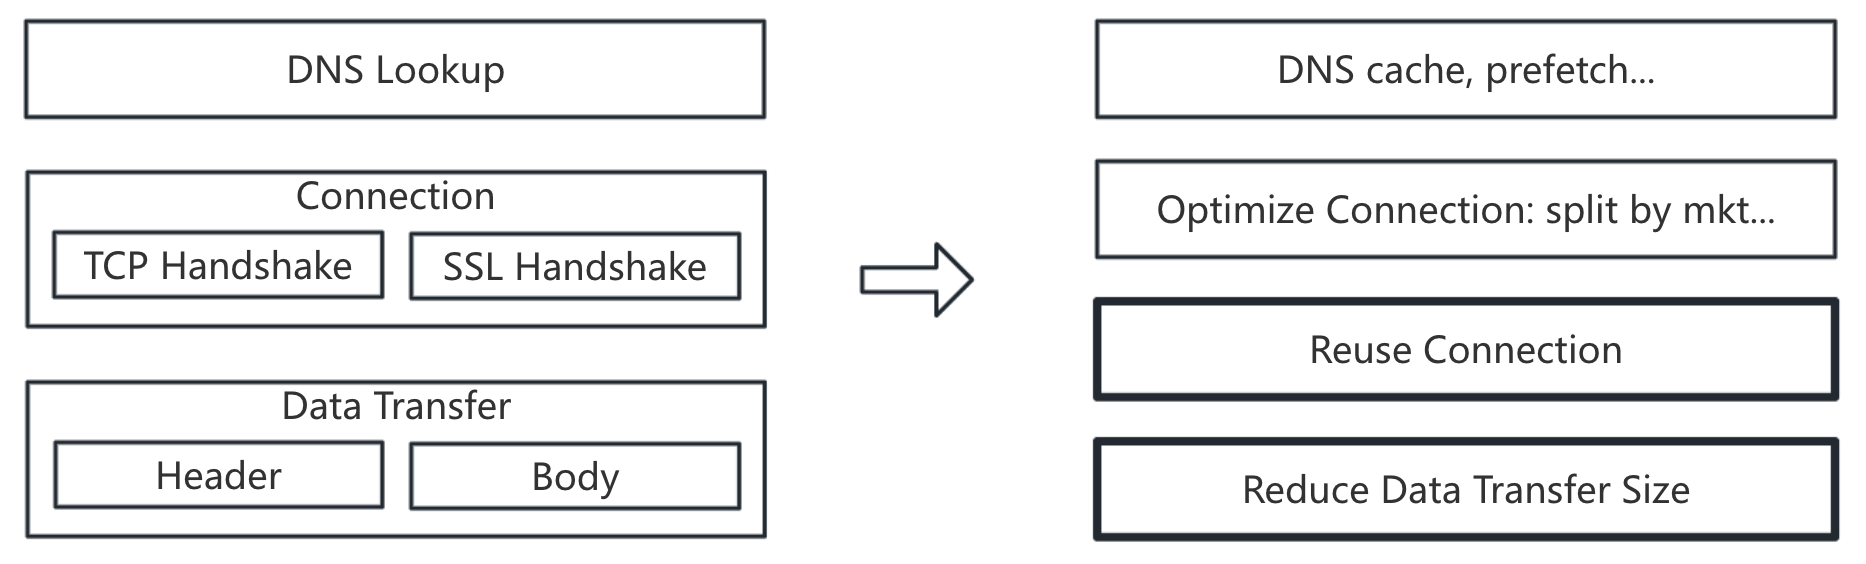 DNS Lookup
Connection
TCP Handshake
SSL Handshake
Data Transfer
Header
Body
DNS cache, prefetch...
Optimize Connection: split by mkt...
Reuse Connection
Reduce Data Transfer Size